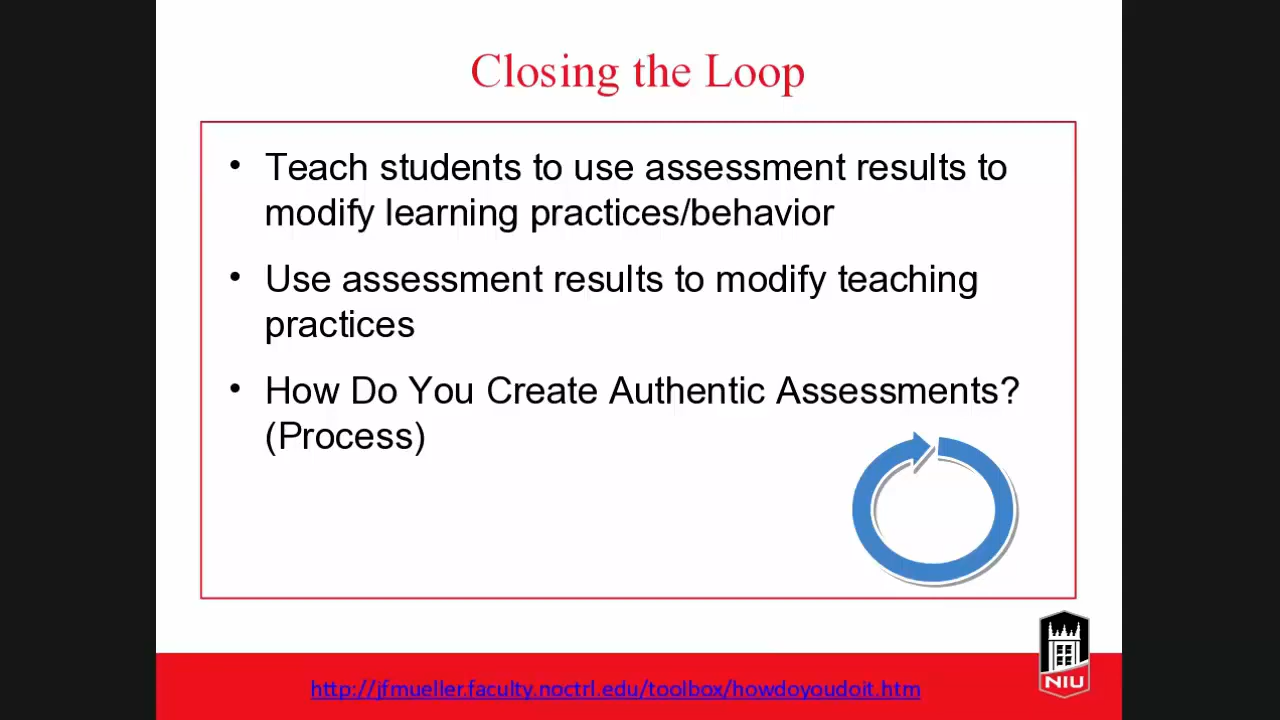 Closing the Loop
• Teach students to use assessment results to
modify learning practices/behavior
• Use assessment results to modify teaching
practices
• How Do You Create Authentic Assessments?
(Process)
NIU
http://jfmueller.faculty.noctrl.edu/toolbox/howdoyoudoit.htm